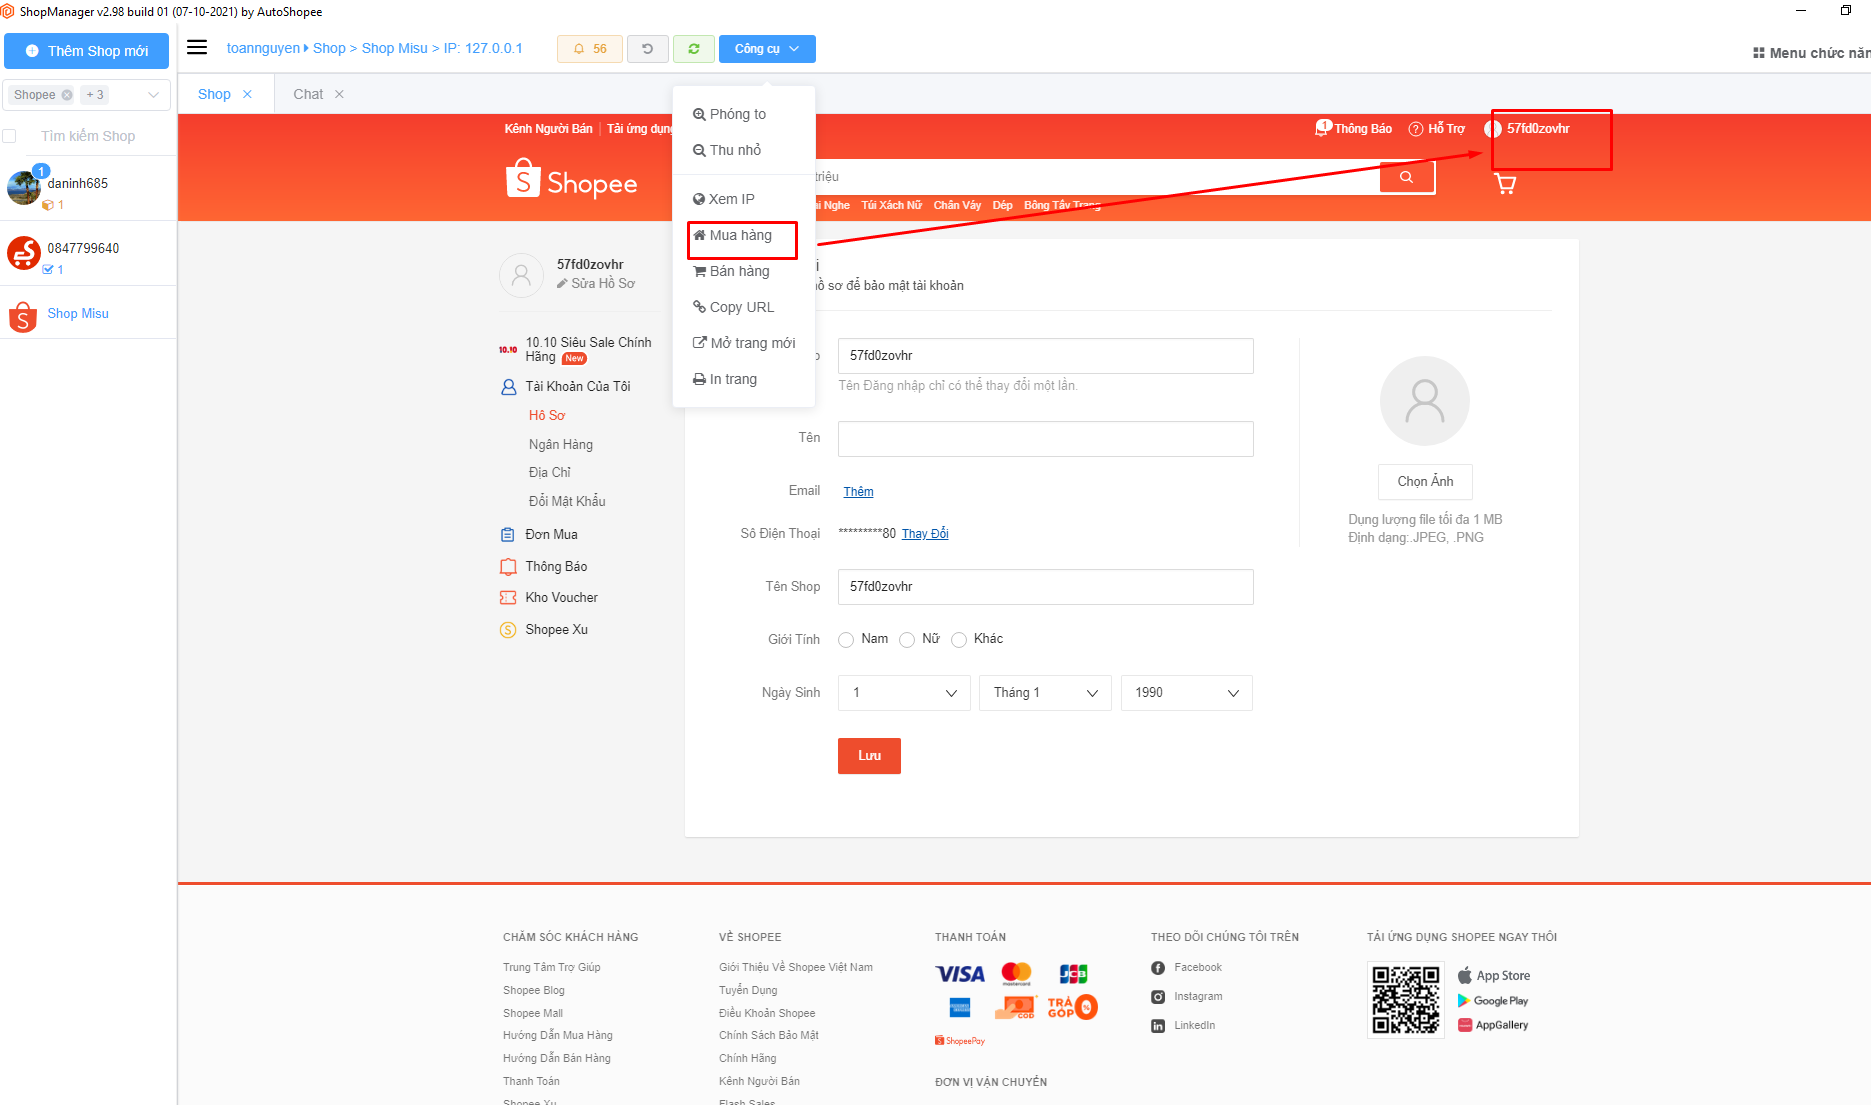 ShopManager v2.98 build 01 (07-10-2021) by AutoShopee
Thêm Shop mới
toannguyen Shop > Shop Misu > IP: 127.0.0.1
56
Công cụ
Menu chức
Shopee + 3
Shop
Chat
Tìm kiếm Shop
1
daninh685
1
0847799640
1
Shop Misu
Phóng to
Thu nhỏ
Xem IP
Mua hàng
Bán hàng
Copy URL
Mở trang mới
In trang
Kênh Người Bán
Tải ứng dụng
1
Thông Báo
Hỗ Trợ
57fd0zovhr
Shopee
triệu
Nghe
Túi Xách Nữ
Chân Váy
Dép
Bông Tẩy Trang
57fd0zovhr
Sửa Hồ Sơ
10.10
10.10 Siêu Sale Chính
Hãng New
Tài Khoản Của Tôi
Hồ Sơ
Ngân Hàng
Địa Chỉ
Đổi Mật Khẩu
Đơn Mua
Thông Báo
Kho Voucher
Shopee Xu
hồ sơ để bảo mật tài khoản
57fd0zovhr
Tên Đăng nhập chỉ có thể thay đổi một lần.
Tên
Email
Thêm
Số Điện Thoại
*********80 Thay Đổi
Tên Shop
57fd0zovhr
Giới Tính
Nam
Nữ
Khác
Ngày Sinh
1
Tháng 1
1990
Lưu
Chọn Ảnh
Dụng lượng file tối đa 1 MB
Định dạng:.JPEG, .PNG
CHĂM SÓC KHÁCH HÀNG
Trung Tâm Trợ Giúp
Shopee Blog
Shopee Mall
Hướng Dẫn Mua Hàng
Hướng Dẫn Bán Hàng
Thanh Toán
Shopee Xu
VỀ SHOPEE
Giới Thiệu Về Shopee Việt Nam
Tuyển Dụng
Điều Khoản Shopee
Chính Sách Bảo Mật
Chính Hãng
Kênh Người Bán
Flash Sales
THANH TOÁN
VISA
mastercard
JCB
COD
TRẢ GÓP 0%
ShopeePay
ĐƠN VỊ VẬN CHUYỂN
THEO DÕI CHÚNG TÔI TRÊN
Facebook
Instagram
LinkedIn
TẢI ỨNG DỤNG SHOPEE NGAY THÔI
App Store
Google Play
AppGallery